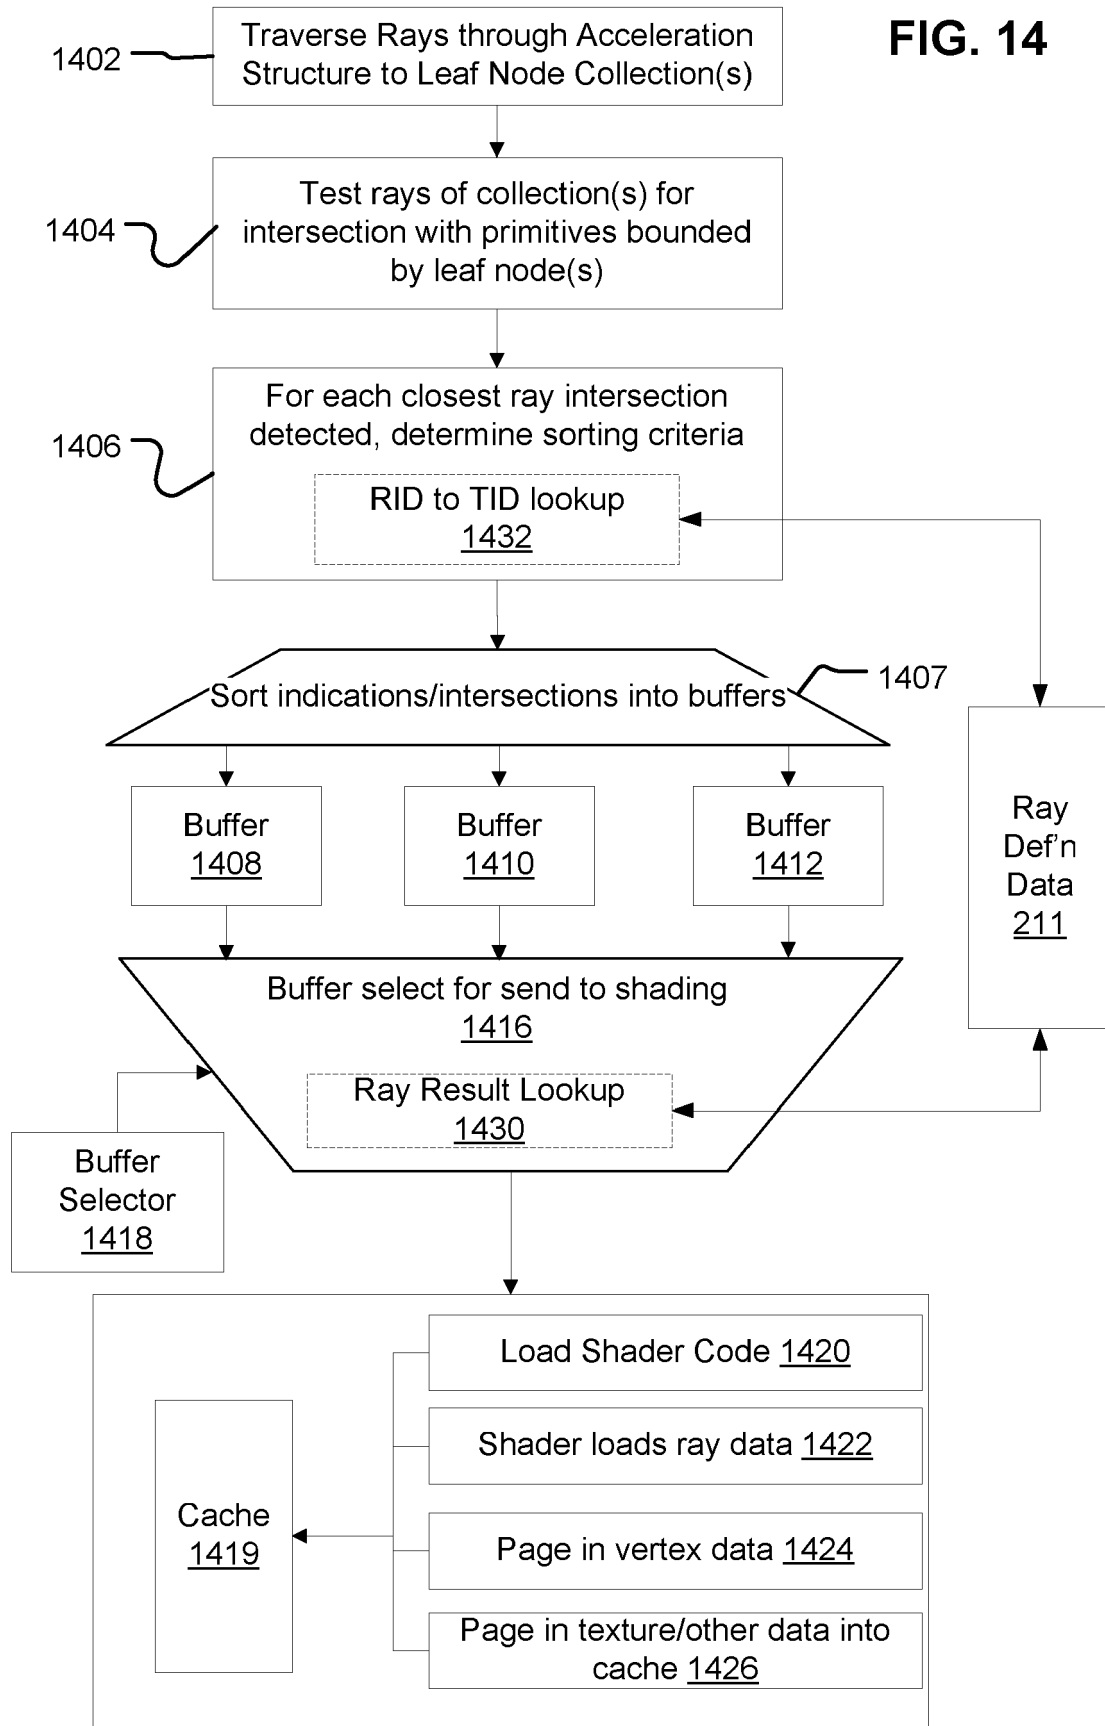 FIG. 14
1402
Traverse Rays through Acceleration
Structure to Leaf Node Collection(s)
1404
Test rays of collection(s) for
intersection with primitives bounded
by leaf node(s)
1406
For each closest ray intersection
detected, determine sorting criteria
RID to TID lookup
1432
Sort indications/intersections into buffers
1407
Buffer
1408
Buffer
1410
Buffer
1412
Ray
Def'n
Data
211
Buffer select for send to shading
1416
Ray Result Lookup
1430
Buffer
Selector
1418
Load Shader Code 1420
Shader loads ray data 1422
Cache
1419
Page in vertex data 1424
Page in texture/other data into
cache 1426